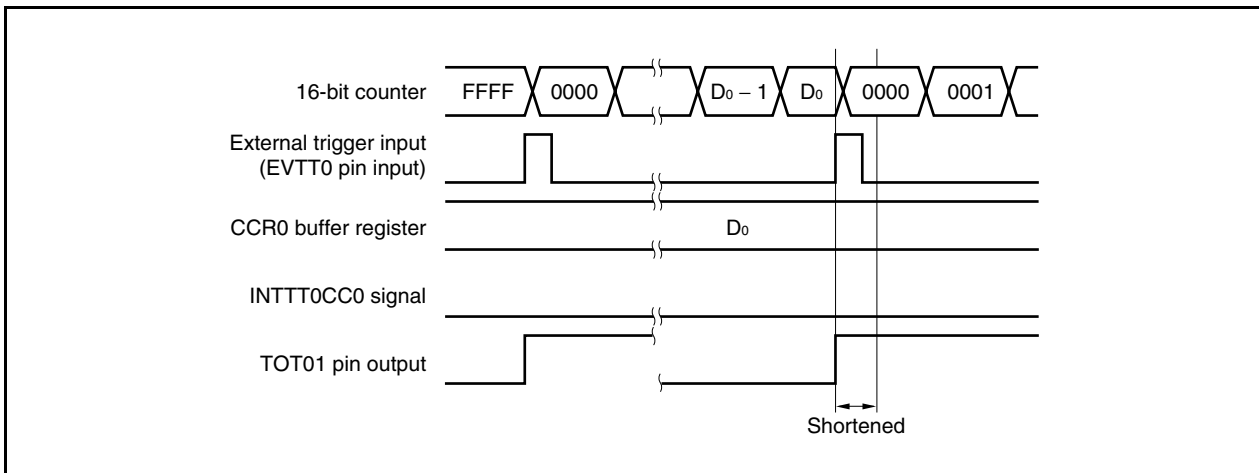 16-bit counter FFFF 0000 D₀ − 1 D₀ 0000 0001
External trigger input
(EVTT0 pin input)
CCR0 buffer register D₀
INTTT0CC0 signal
TOT01 pin output
Shortened